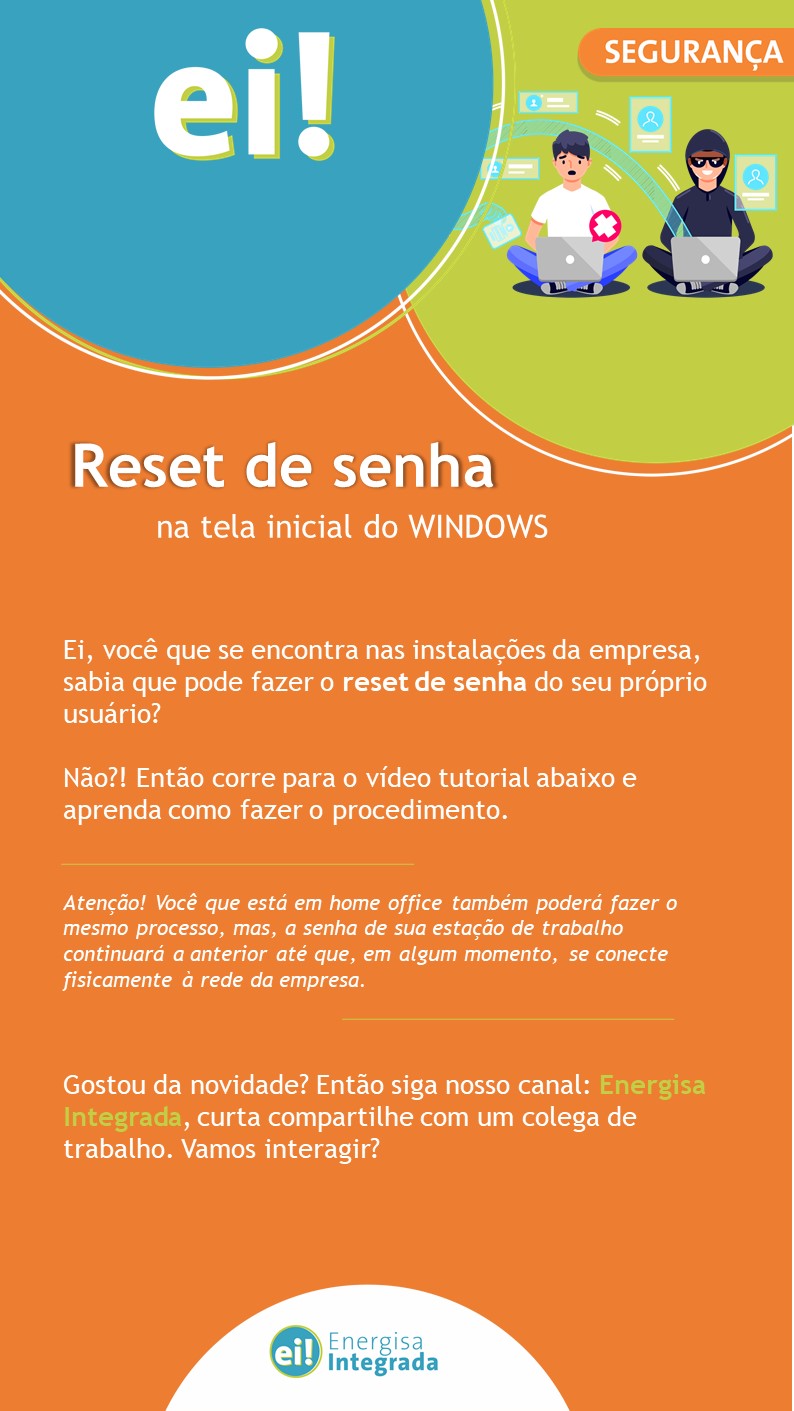 ei!
SEGURANÇA
Reset de senha
na tela inicial do WINDOWS
Ei, você que se encontra nas instalações da empresa,
sabia que pode fazer o reset de senha do seu próprio
usuário?
Não?! Então corre para o vídeo tutorial abaixo e
aprenda como fazer o procedimento.
Atenção! Você que está em home office também poderá fazer o
mesmo processo, mas, a senha de sua estação de trabalho
continuará a anterior até que, em algum momento, se conecte
fisicamente à rede da empresa.
Gostou da novidade? Então siga nosso canal: Energisa
Integrada, curta compartilhe com um colega de
trabalho. Vamos interagir?
ei! Energisa
Integrada